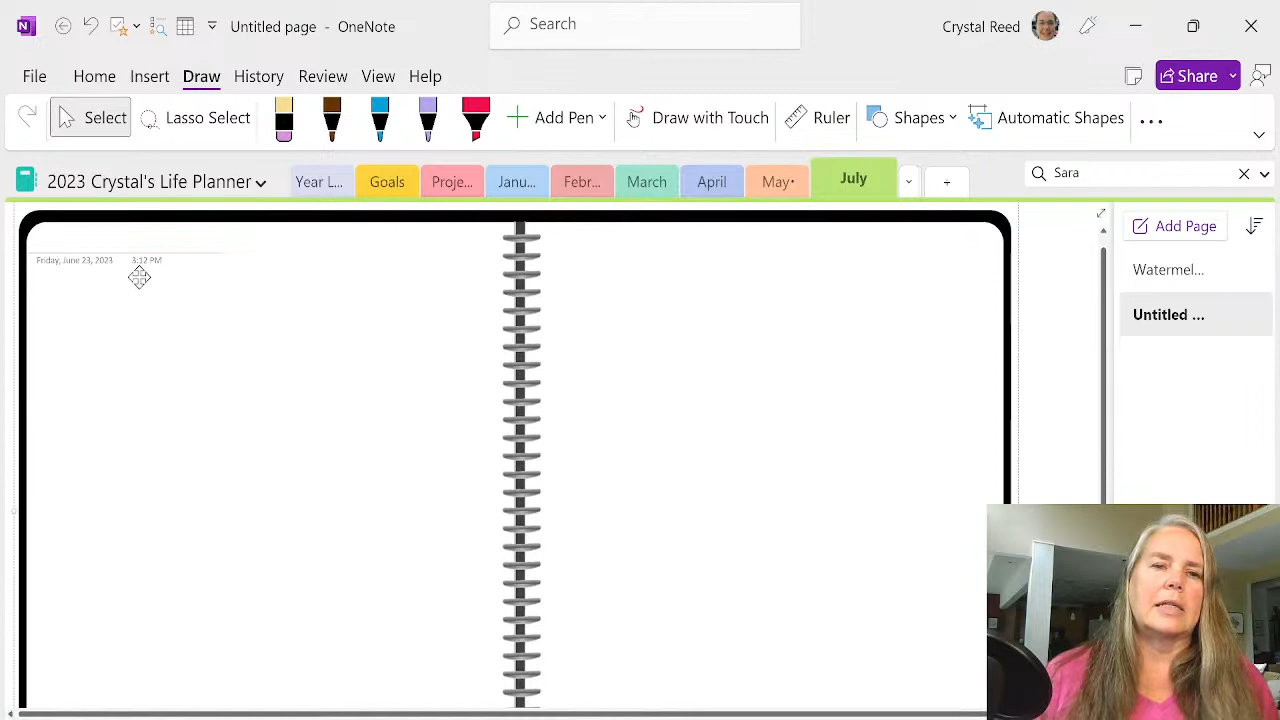 Untitled page - OneNote
Search
Crystal Reed
File Home Insert Draw History Review View Help
Share
Select
Lasso Select
Add Pen
Draw with Touch
Ruler
Shapes
Automatic Shapes
2023 Crystal's Life Planner
Year L...
Goals
Proje...
Janu...
Febr...
March
April
May
July
+
Sara
Add Page
Friday, June 23, 2023 3:12 PM
Watermel...
Untitled ...